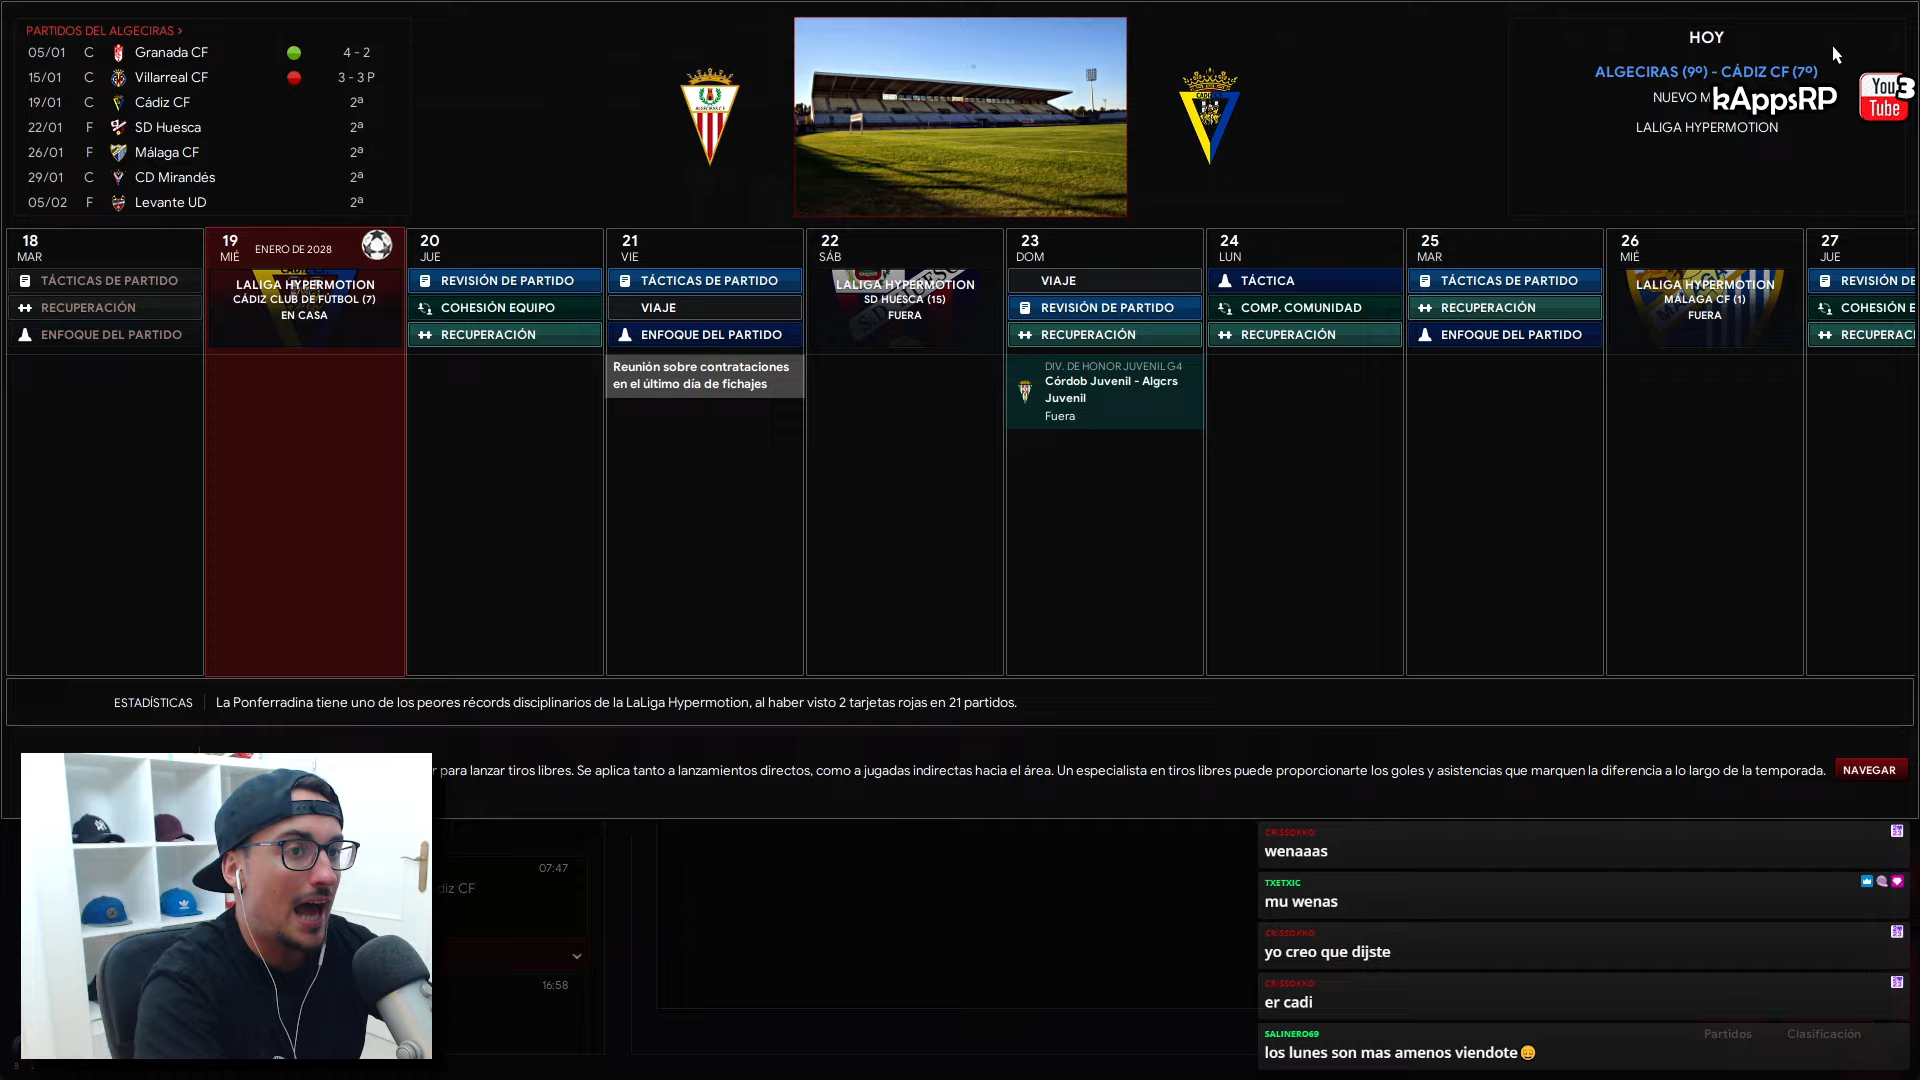 PARTIDOS DEL ALGECIRAS >
05/01 C Granada CF 4 - 2
15/01 C Villarreal CF 3 - 3 P
19/01 C Cádiz CF 2ª
22/01 F SD Huesca 2ª
26/01 F Málaga CF 2ª
29/01 C CD Mirandés 2ª
05/02 F Levante UD 2ª
HOY
ALGECIRAS (9º) - CÁDIZ CF (7º)
NUEVO M
kAppsRP
You
Tube
3
LALIGA HYPERMOTION
18
MAR
TÁCTICAS DE PARTIDO
RECUPERACIÓN
ENFOQUE DEL PARTIDO
19
MIÉ
ENERO DE 2028
LALIGA HYPERMOTION
CÁDIZ CLUB DE FÚTBOL (7)
EN CASA
20
JUE
REVISIÓN DE PARTIDO
COHESIÓN EQUIPO
RECUPERACIÓN
21
VIE
TÁCTICAS DE PARTIDO
VIAJE
ENFOQUE DEL PARTIDO
Reunión sobre contrataciones
en el último día de fichajes
22
SÁB
LALIGA HYPERMOTION
SD HUESCA (15)
FUERA
23
DOM
VIAJE
REVISIÓN DE PARTIDO
RECUPERACIÓN
DIV. DE HONOR JUVENIL G4
Córdob Juvenil - Algcrs
Juvenil
Fuera
24
LUN
TÁCTICA
COMP. COMUNIDAD
RECUPERACIÓN
25
MAR
TÁCTICAS DE PARTIDO
RECUPERACIÓN
ENFOQUE DEL PARTIDO
26
MIÉ
LALIGA HYPERMOTION
MÁLAGA CF (1)
FUERA
27
JUE
REVISIÓN DE
COHESIÓN E
RECUPERAC
ESTADÍSTICAS
La Ponferradina tiene uno de los peores récords disciplinarios de la LaLiga Hypermotion, al haber visto 2 tarjetas rojas en 21 partidos.
r para lanzar tiros libres. Se aplica tanto a lanzamientos directos, como a jugadas indirectas hacia el área. Un especialista en tiros libres puede proporcionarte los goles y asistencias que marquen la diferencia a lo largo de la temporada.
NAVEGAR
07:47
diz CF
16:58
CRISSOKKO
wenaaas
TXETXIC
mu wenas
CRISSOKKO
yo creo que dijste
CRISSOKKO
er cadi
SALINERO69
los lunes son mas amenos viendote
Partidos
Clasificación